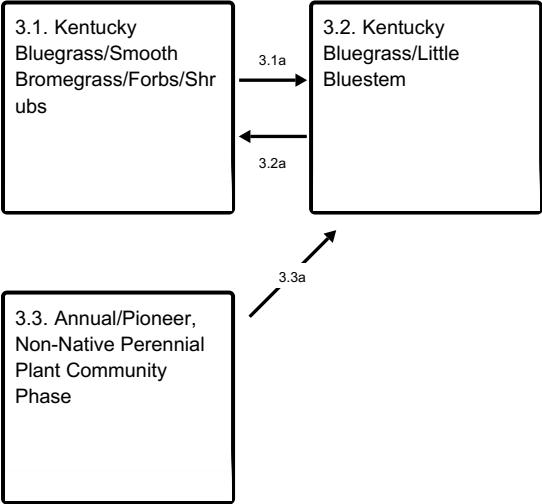 3.1. Kentucky
Bluegrass/Smooth
Bromegrass/Forbs/Shr
ubs
3.1a
3.2a
3.2. Kentucky
Bluegrass/Little
Bluestem
3.3a
3.3. Annual/Pioneer,
Non-Native Perennial
Plant Community
Phase